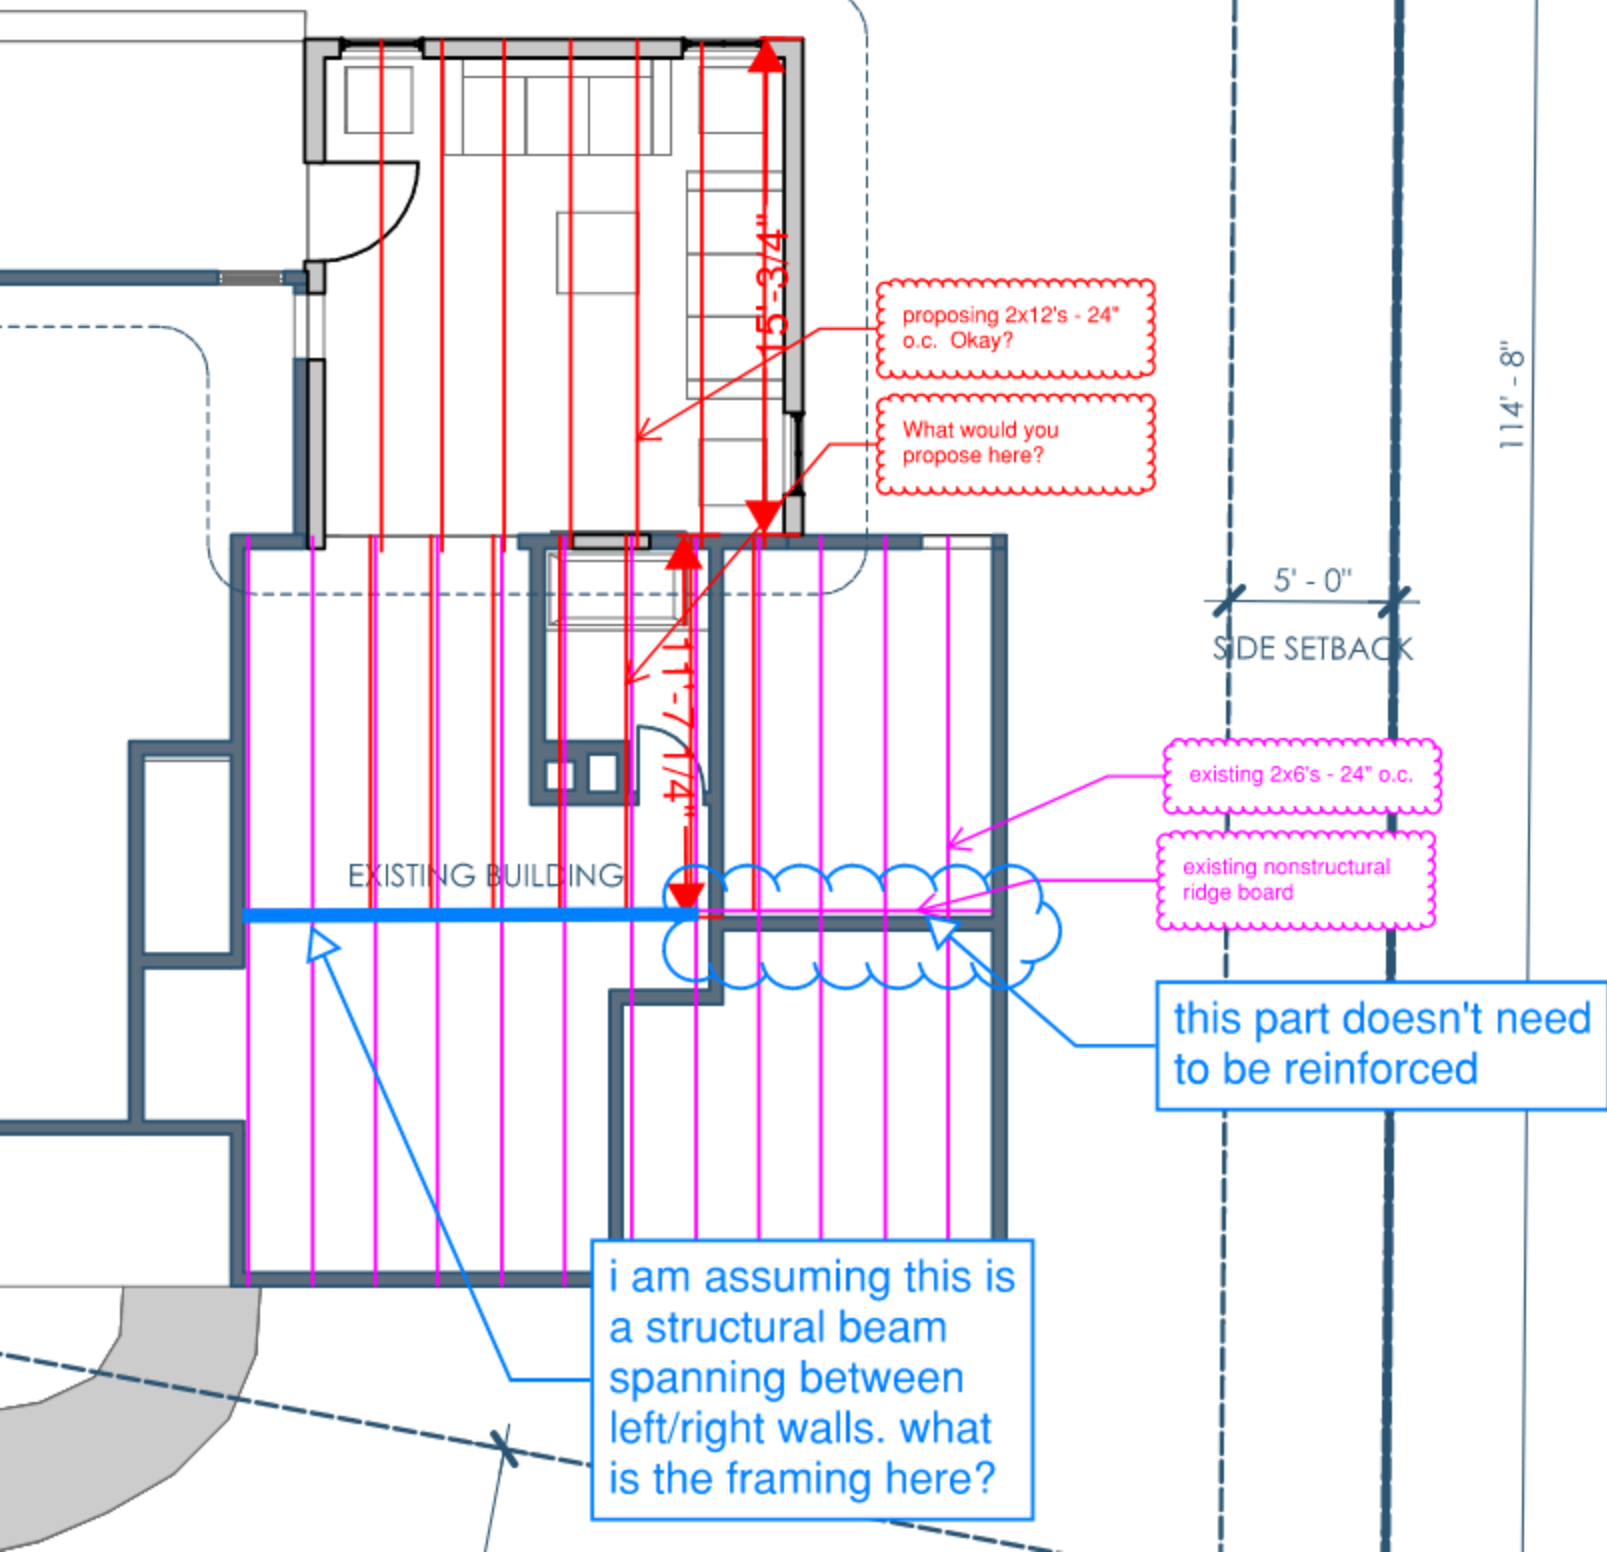 15'-3/4"
proposing 2x12's - 24"
o.c. Okay?
What would you
propose here?
114' - 8"
5' - 0"
SIDE SETBACK
11'-7 1/4"
existing 2x6's - 24" o.c.
existing nonstructural
ridge board
EXISTING BUILDING
this part doesn't need
to be reinforced
i am assuming this is
a structural beam
spanning between
left/right walls. what
is the framing here?